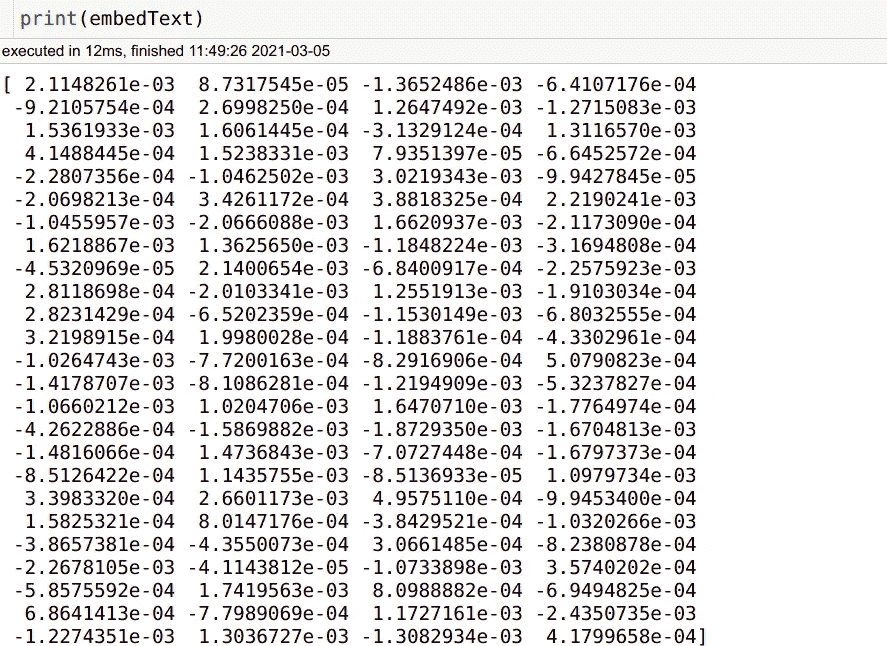 print(embedText)
executed in 12ms, finished 11:49:26 2021-03-05
[ 2.1148261e-03 8.7317545e-05 -1.3652486e-03 -6.4107176e-04
-9.2105754e-04 2.6998250e-04 1.2647492e-03 -1.2715083e-03
1.5361933e-03 1.6061445e-04 -3.1329124e-04 1.3116570e-03
4.1488445e-04 1.5238331e-03 7.9351397e-05 -6.6452572e-04
-2.2807356e-04 -1.0462502e-03 3.0219343e-03 -9.9427845e-05
-2.0698213e-04 3.4261172e-04 3.8818325e-04 2.2190241e-03
-1.0455957e-03 -2.0666088e-03 1.6620937e-03 -2.1173090e-04
1.6218867e-03 1.3625650e-03 -1.1848224e-03 -3.1694808e-04
-4.5320969e-05 2.1400654e-03 -6.8400917e-04 -2.2575923e-03
2.8118698e-04 -2.0103341e-03 1.2551913e-03 -1.9103034e-04
2.8231429e-04 -6.5202359e-04 -1.1530149e-03 -6.8032555e-04
3.2198915e-04 1.9980028e-04 -1.1883761e-04 -4.3302961e-04
-1.0264743e-03 -7.7200163e-04 -8.2916906e-04 5.0790823e-04
-1.4178707e-03 -8.1086281e-04 -1.2194909e-03 -5.3237827e-04
-1.0660212e-03 1.0204706e-03 1.6470710e-03 -1.7764974e-04
-4.2622886e-04 -1.5869882e-03 -1.8729350e-03 -1.6704813e-03
-1.4816066e-04 1.4736843e-03 -7.0727448e-04 -1.6797373e-04
-8.5126422e-04 1.1435755e-03 -8.5136933e-05 1.0979734e-03
3.3983320e-04 2.6601173e-03 4.9575110e-04 -9.9453400e-04
1.5825321e-04 8.0147176e-04 -3.8429521e-04 -1.0320266e-03
-3.8657381e-04 -4.3550073e-04 3.0661485e-04 -8.2380878e-04
-2.2678105e-03 -4.1143812e-05 -1.0733898e-03 3.5740202e-04
-5.8575592e-04 1.7419563e-03 8.0988882e-04 -6.9494825e-04
6.8641413e-04 -7.7989069e-04 1.1727161e-03 -2.4350735e-03
-1.2274351e-03 1.3036727e-03 -1.3082934e-03 4.1799658e-04]